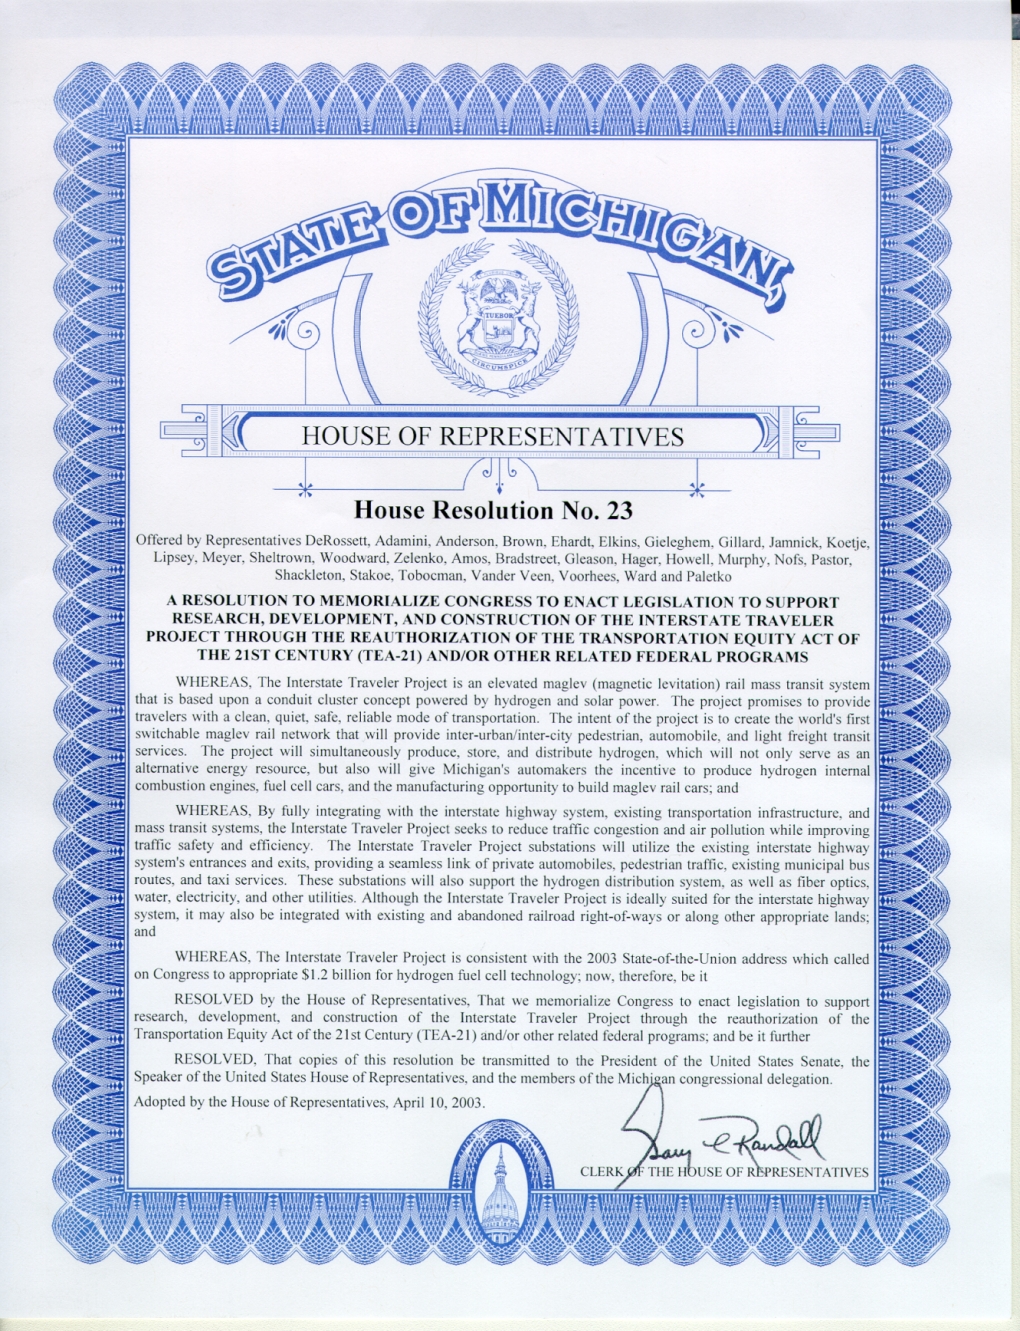 STATE OF MICHIGAN,
TUEBOR
CIRCUMSPICE
HOUSE OF REPRESENTATIVES
House Resolution No. 23
Offered by Representatives DeRossett, Adamini, Anderson, Brown, Ehardt, Elkins, Gieleghem, Gillard, Jamnick, Koetje,
Lipsey, Meyer, Sheltrown, Woodward, Zelenko, Amos, Bradstreet, Gleason, Hager, Howell, Murphy, Nofs, Pastor,
Shackleton, Stakoe, Tobocman, Vander Veen, Voorhees, Ward and Paletko
A RESOLUTION TO MEMORIALIZE CONGRESS TO ENACT LEGISLATION TO SUPPORT
RESEARCH, DEVELOPMENT, AND CONSTRUCTION OF THE INTERSTATE TRAVELER
PROJECT THROUGH THE REAUTHORIZATION OF THE TRANSPORTATION EQUITY ACT OF
THE 21ST CENTURY (TEA-21) AND/OR OTHER RELATED FEDERAL PROGRAMS
WHEREAS, The Interstate Traveler Project is an elevated maglev (magnetic levitation) rail mass transit system
that is based upon a conduit cluster concept powered by hydrogen and solar power. The project promises to provide
travelers with a clean, quiet, safe, reliable mode of transportation. The intent of the project is to create the world's first
switchable maglev rail network that will provide inter-urban/inter-city pedestrian, automobile, and light freight transit
services. The project will simultaneously produce, store, and distribute hydrogen, which will not only serve as an
alternative energy resource, but also will give Michigan's automakers the incentive to produce hydrogen internal
combustion engines, fuel cell cars, and the manufacturing opportunity to build maglev rail cars; and
WHEREAS, By fully integrating with the interstate highway system, existing transportation infrastructure, and
mass transit systems, the Interstate Traveler Project seeks to reduce traffic congestion and air pollution while improving
traffic safety and efficiency. The Interstate Traveler Project substations will utilize the existing interstate highway
system's entrances and exits, providing a seamless link of private automobiles, pedestrian traffic, existing municipal bus
routes, and taxi services. These substations will also support the hydrogen distribution system, as well as fiber optics,
water, electricity, and other utilities. Although the Interstate Traveler Project is ideally suited for the interstate highway
system, it may also be integrated with existing and abandoned railroad right-of-ways or along other appropriate lands;
and
WHEREAS, The Interstate Traveler Project is consistent with the 2003 State-of-the-Union address which called
on Congress to appropriate $1.2 billion for hydrogen fuel cell technology; now, therefore, be it
RESOLVED by the House of Representatives, That we memorialize Congress to enact legislation to support
research, development, and construction of the Interstate Traveler Project through the reauthorization of the
Transportation Equity Act of the 21st Century (TEA-21) and/or other related federal programs; and be it further
RESOLVED, That copies of this resolution be transmitted to the President of the United States Senate, the
Speaker of the United States House of Representatives, and the members of the Michigan congressional delegation.
Adopted by the House of Representatives, April 10, 2003.
Gary L Randall
CLERK OF THE HOUSE OF REPRESENTATIVES